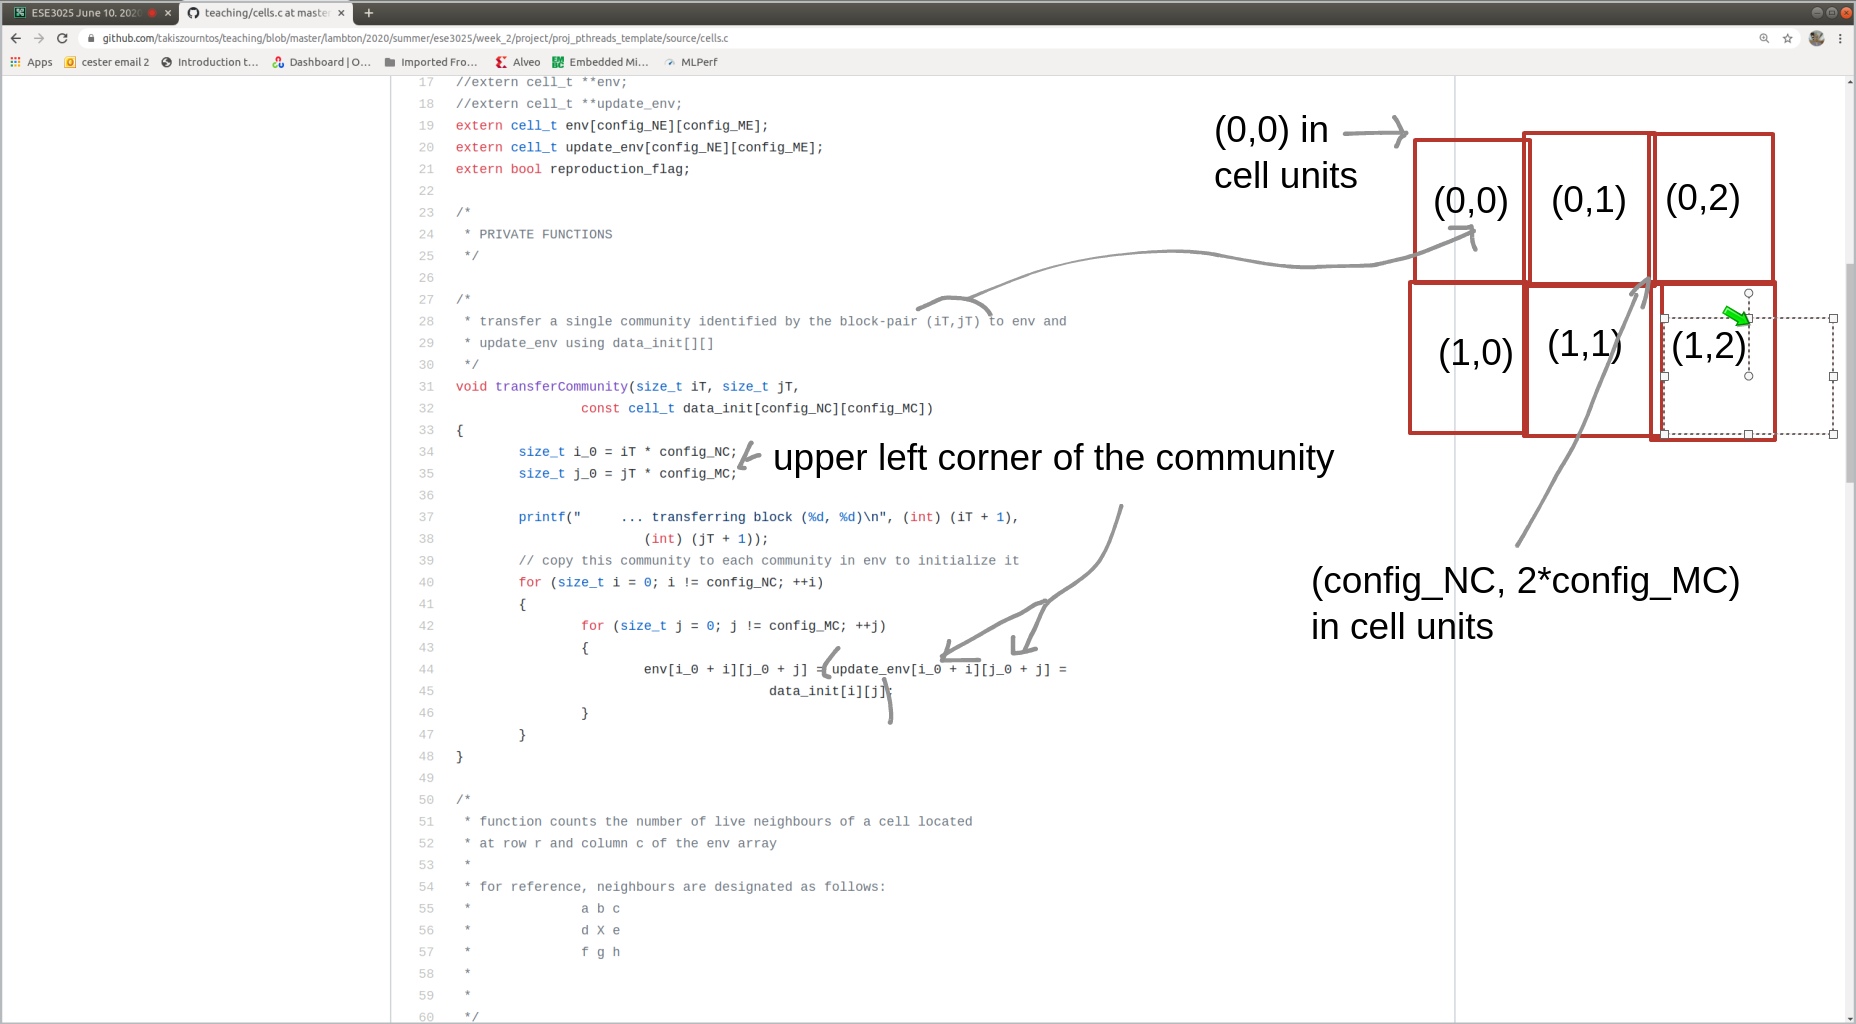 ESE3025 June 10. 202
teaching/cells.c at maste
github.com/takiszourntos/teaching/blob/master/lambton/2020/summer/ese3025/week_2/project/proj_pthreads_template/source/cells.c
Apps cester email 2 Introduction t... Dashboard | O... Imported Fro... Alveo Embedded Mi... MLPerf
17 //extern cell_t **env;
18 //extern cell_t **update_env;
19 extern cell_t env[config_NE][config_ME];
20 extern cell_t update_env[config_NE][config_ME];
21 extern bool reproduction_flag;
22
23 /*
24 * PRIVATE FUNCTIONS
25 */
26
27 /*
28 * transfer a single community identified by the block-pair (iT,jT) to env and
29 * update_env using data_init[][]
30 */
31 void transferCommunity(size_t iT, size_t jT,
32 const cell_t data_init[config_NC][config_MC])
33 {
34 size_t i_0 = iT * config_NC;
35 size_t j_0 = jT * config_MC;
36
37 printf("     ... transferring block (%d, %d)\n", (int) (iT + 1),
38 (int) (jT + 1));
39 // copy this community to each community in env to initialize it
40 for (size_t i = 0; i != config_NC; ++i)
41 {
42 for (size_t j = 0; j != config_MC; ++j)
43 {
44 env[i_0 + i][j_0 + j] = update_env[i_0 + i][j_0 + j] =
45 data_init[i][j];
46 }
47 }
48 }
49
50 /*
51 * function counts the number of live neighbours of a cell located
52 * at row r and column c of the env array
53 *
54 * for reference, neighbours are designated as follows:
55 * a b c
56 * d X e
57 * f g h
58 *
59 *
60 */
upper left corner of the community
(0,0) in
cell units
(0,0) (0,1) (0,2)
(1,0) (1,1) (1,2)
(config_NC, 2*config_MC)
in cell units